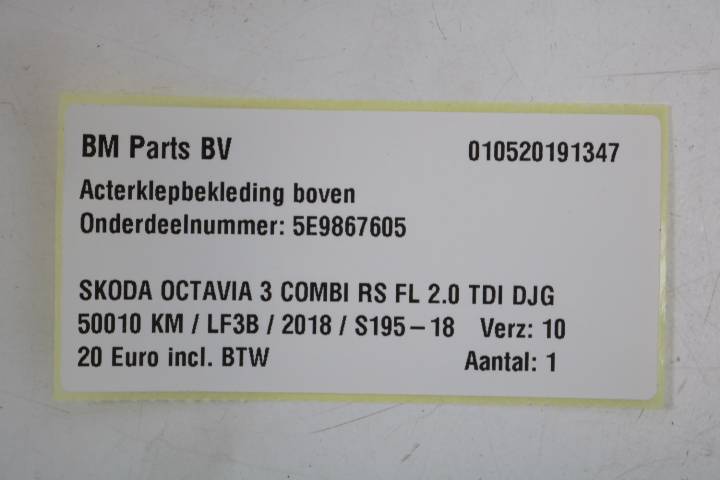 BM Parts BV 010520191347
Acterklepbekleding boven
Onderdeelnummer: 5E9867605
SKODA OCTAVIA 3 COMBI RS FL 2.0 TDI DJG
50010 KM / LF3B / 2018 / S195-18 Verz: 10
20 Euro incl. BTW Aantal: 1